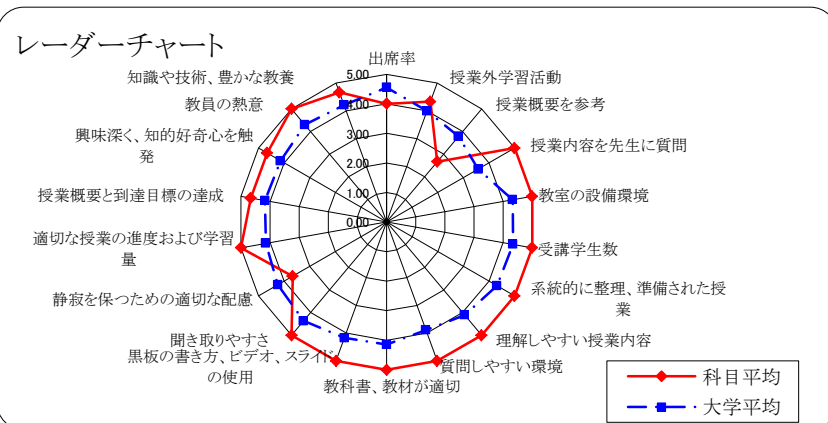 レーダーチャート
出席率
授業外学習活動
授業概要を参考
授業内容を先生に質問
教室の設備環境
受講学生数
系統的に整理、準備された授
業
理解しやすい授業内容
質問しやすい環境
教科書、教材が適切
黒板の書き方、ビデオ、スライド
の使用
聞き取りやすさ
静寂を保つための適切な配慮
適切な授業の進度および学習
量
授業概要と到達目標の達成
興味深く、知的好奇心を触
発
教員の熱意
知識や技術、豊かな教養
5.00
4.00
3.00
2.00
1.00
0.00
科目平均
大学平均